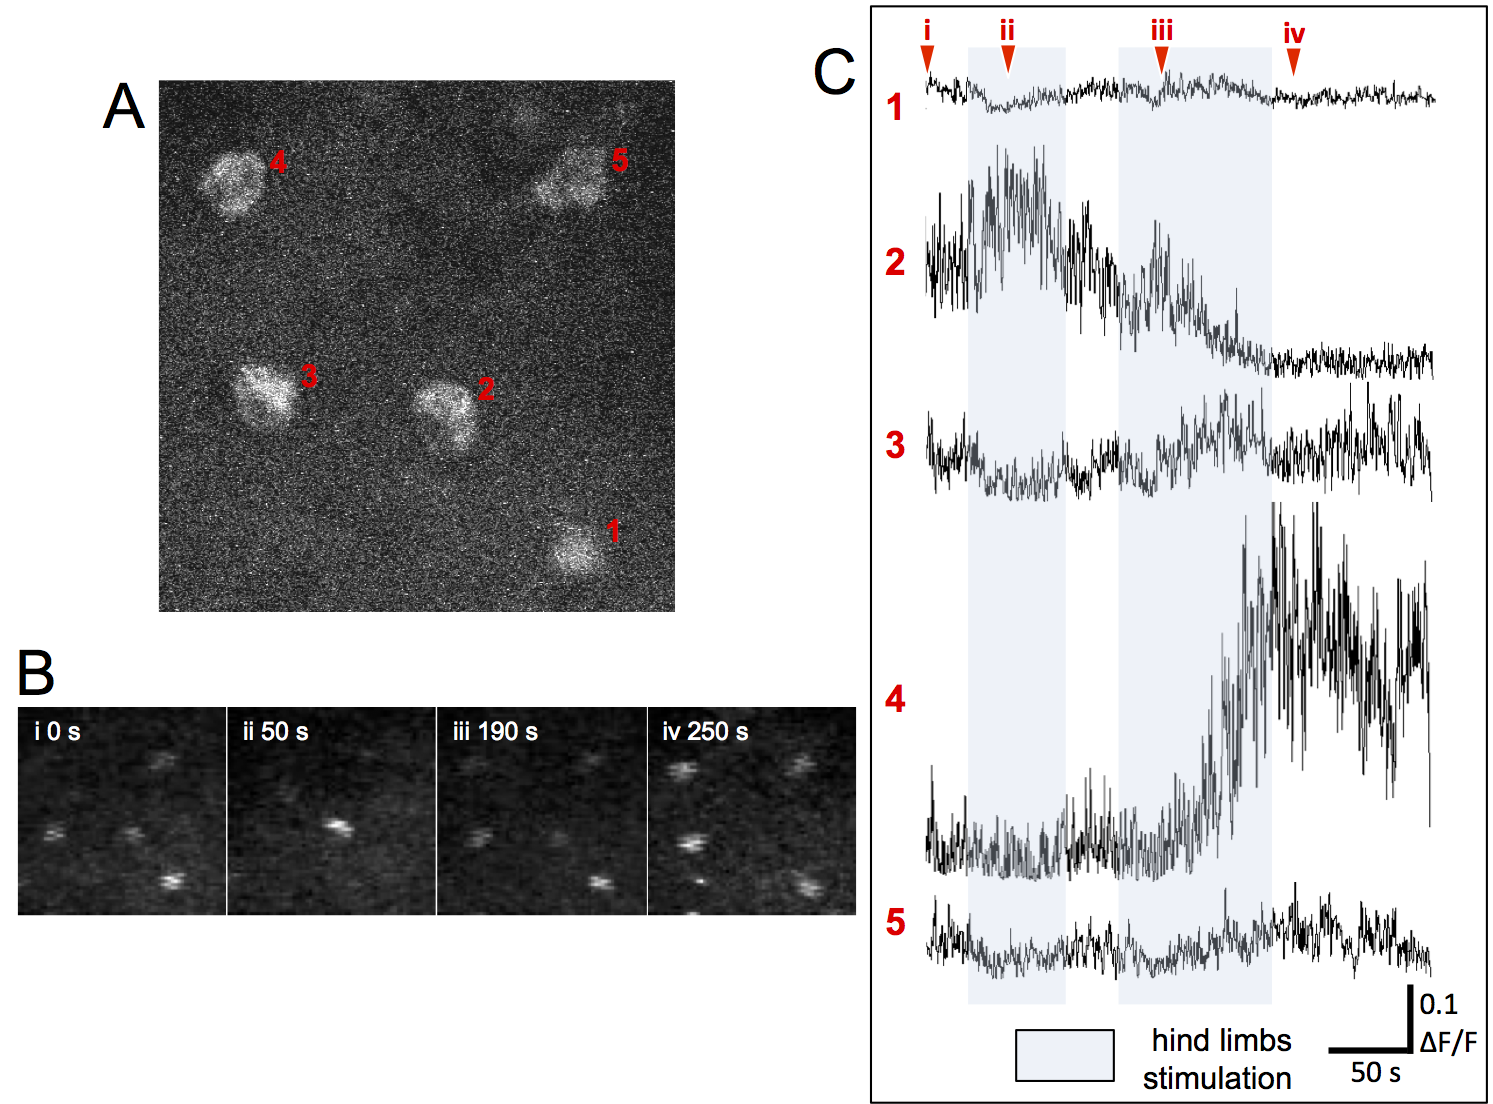 A
4
5
3
2
1
B
i 0 s
ii 50 s
iii 190 s
iv 250 s
C
i
ii
iii
iv
1
2
3
4
5
0.1
ΔF/F
50 s
hind limbs
stimulation